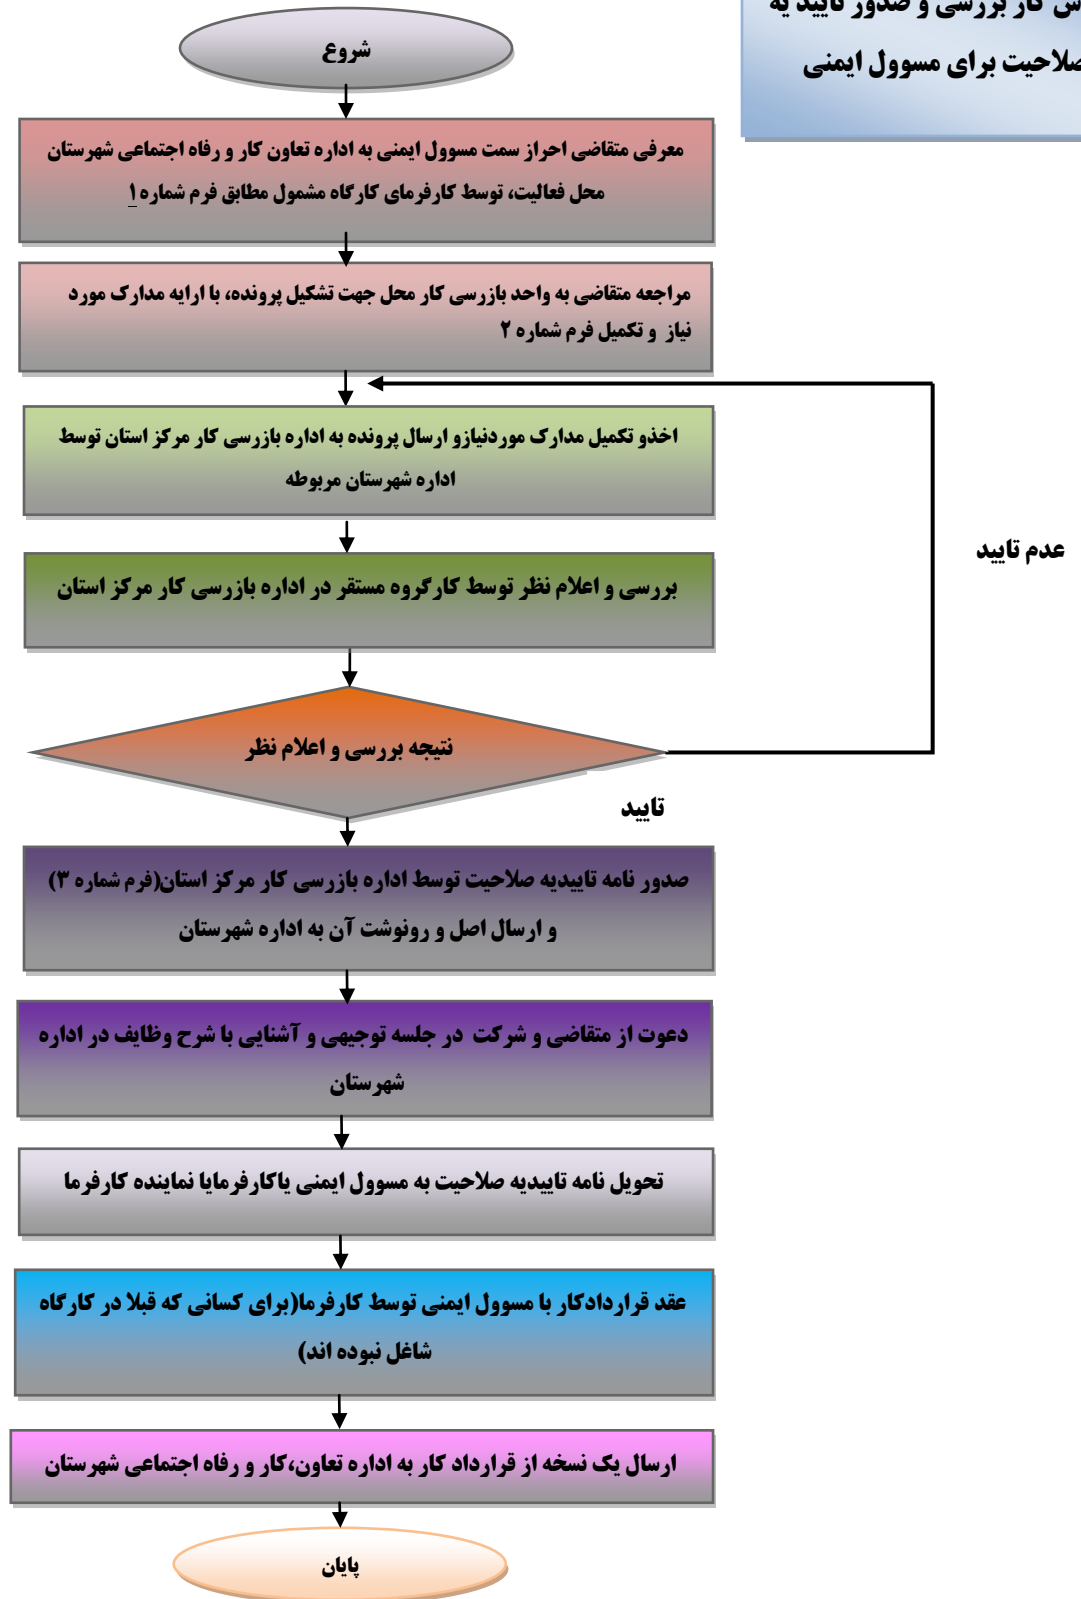 کار بررسی و صدور تایید یه
برای مسوول ایمنی
شروع
معرفی متقاضی احراز سمت مسوول ایمنی به اداره تعاون کار و رفاه اجتماعی شهرستان
محل فعالیت، توسط کارفرمای کارگاه مشمول مطابق فرم شماره ۱
مراجعه متقاضی به واحد بازرسی کار محل جهت تشکیل پرونده، با ارایه مدارک مورد
نیاز و تکمیل فرم شماره ۲
اخذو تکمیل مدارک موردنیازو ارسال پرونده به اداره بازرسی کار مرکز استان توسط
اداره شهرستان مربوطه
عدم تایید
بررسی و اعلام نظر توسط کارگروه مستقر در اداره بازرسی کار مرکز استان
نتیجه بررسی و اعلام نظر
تایید
صدور نامه تاییدیه صلاحیت توسط اداره بازرسی کار مرکز استان(فرم شماره ۳)
و ارسال اصل و رونوشت آن به اداره شهرستان
دعوت از متقاضی و شرکت در جلسه توجیهی و آشنایی با شرح وظایف در اداره
شهرستان
تحویل نامه تاییدیه صلاحیت به مسوول ایمنی یاکارفرمایا نماینده کارفرما
عقد قراردادکار با مسوول ایمنی توسط کارفرما(برای کسانی که قبلا در کارگاه
شاغل نبوده اند)
ارسال یک نسخه از قرارداد کار به اداره تعاون،کار و رفاه اجتماعی شهرستان
پایان